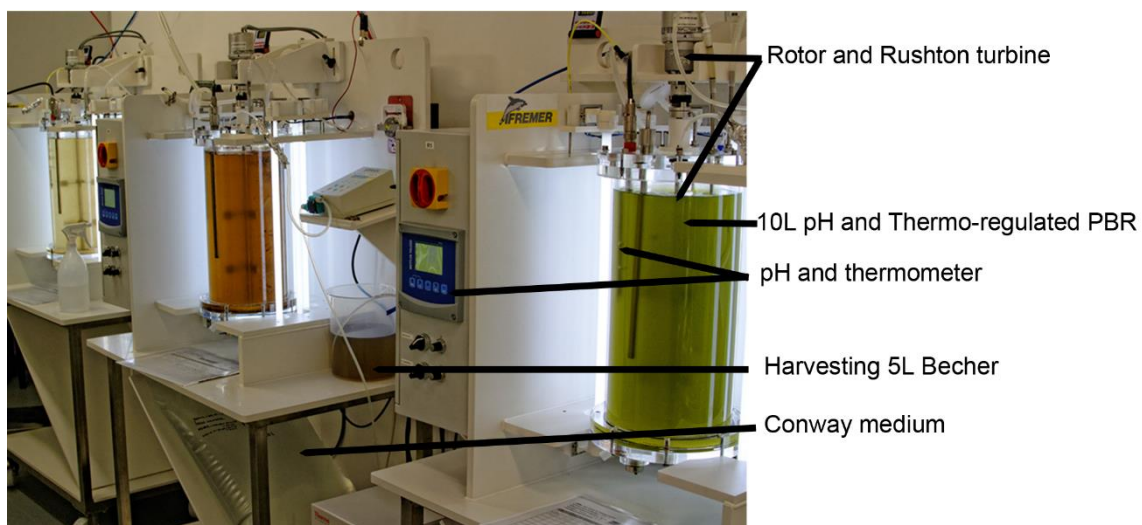 Rotor and Rushton turbine
IFREMER
10L pH and Thermo-regulated PBR
pH and thermometer
Harvesting 5L Becher
Conway medium